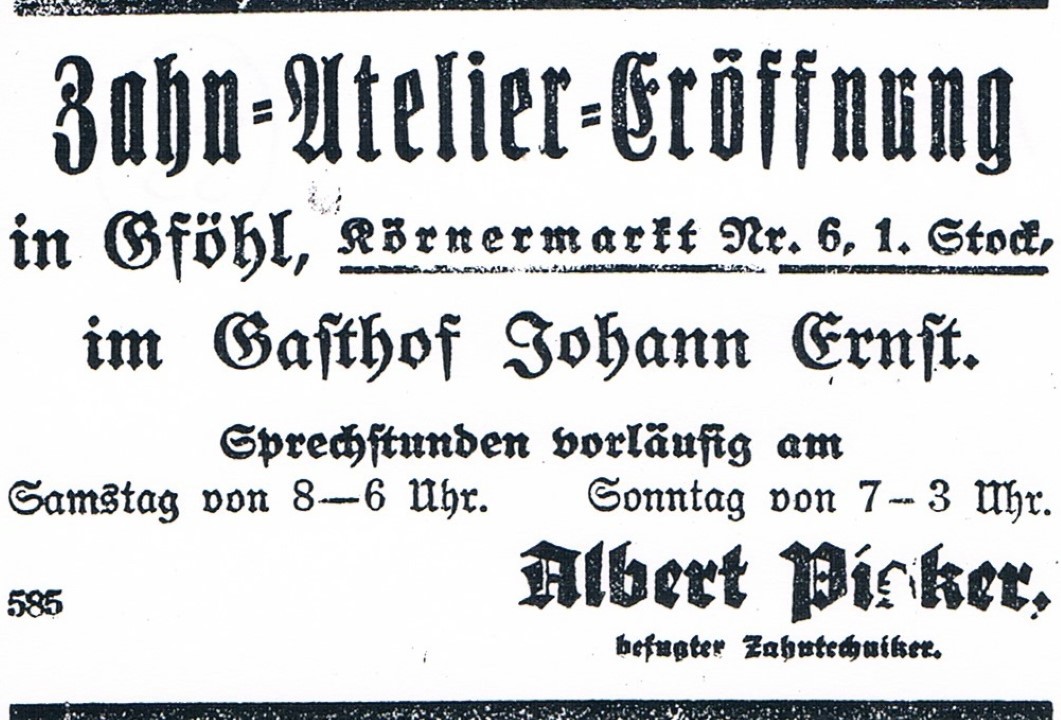 Zahn-Atelier-Eröffnung
in Gföhl, Körnermarkt Nr. 6, 1. Stock,
im Gasthof Johann Ernst.
Sprechstunden vorläufig am
Samstag von 8—6 Uhr. Sonntag von 7—3 Uhr.
585 Albert
befugter Zahntechniker.